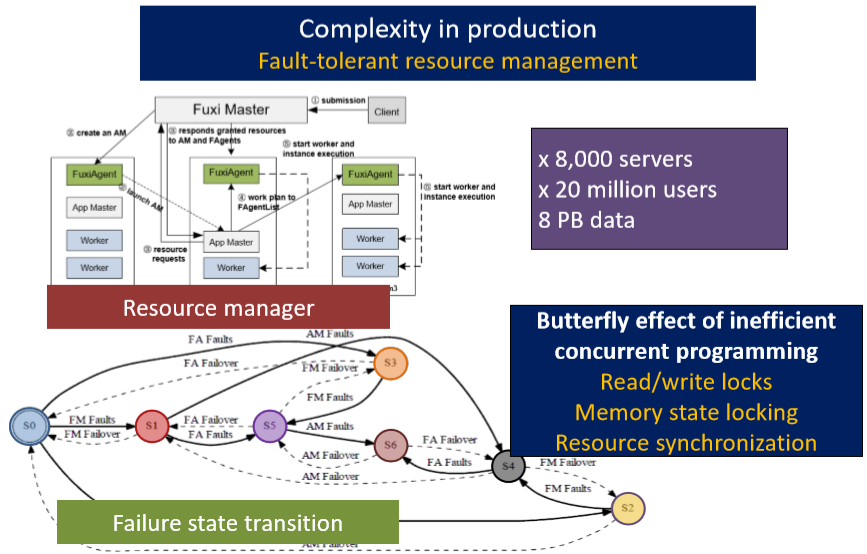 Complexity in production
Fault-tolerant resource management
① submission
Fuxi Master
Client
② create an AM
③ responds granted resources
to AM and FAgents
⑤ start worker and
instance execution
FuxiAgent
FuxiAgent
FuxiAgent
⑤ start worker and
instance execution
② launch AM
④ work plan to
FAgentList
App Master
App Master
App Master
Worker
③ resource
requests
Worker
Worker
Worker
Worker
x 8,000 servers
x 20 million users
8 PB data
Resource manager
Butterfly effect of inefficient
concurrent programming
Read/write locks
Memory state locking
Resource synchronization
AM Faults
FA Faults
FA Failover
FM Failover
S3
FM Faults
FM Faults
FM Failover
S0
S1
FA Failover
FA Faults
S5
AM Faults
AM Failover
S6
FA Failover
FA Faults
AM Failover
S4
FM Failover
FM Faults
S2
Failure state transition